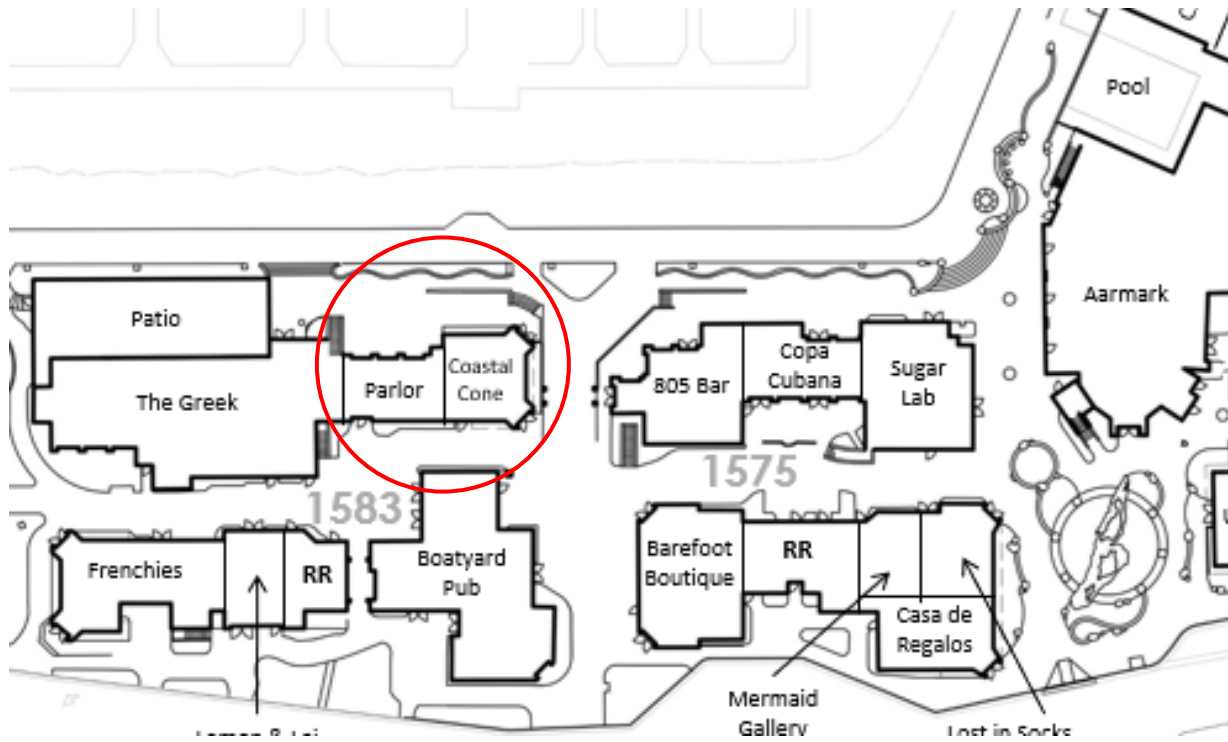 Pool
Aarmark
Patio
The Greek
Parlor
Coastal
Cone
805 Bar
Copa
Cubana
Sugar
Lab
1583
1575
Frenchies
RR
Boatyard
Pub
Barefoot
Boutique
RR
Casa de
Regalos
Mermaid
Gallery
Lost in Socks